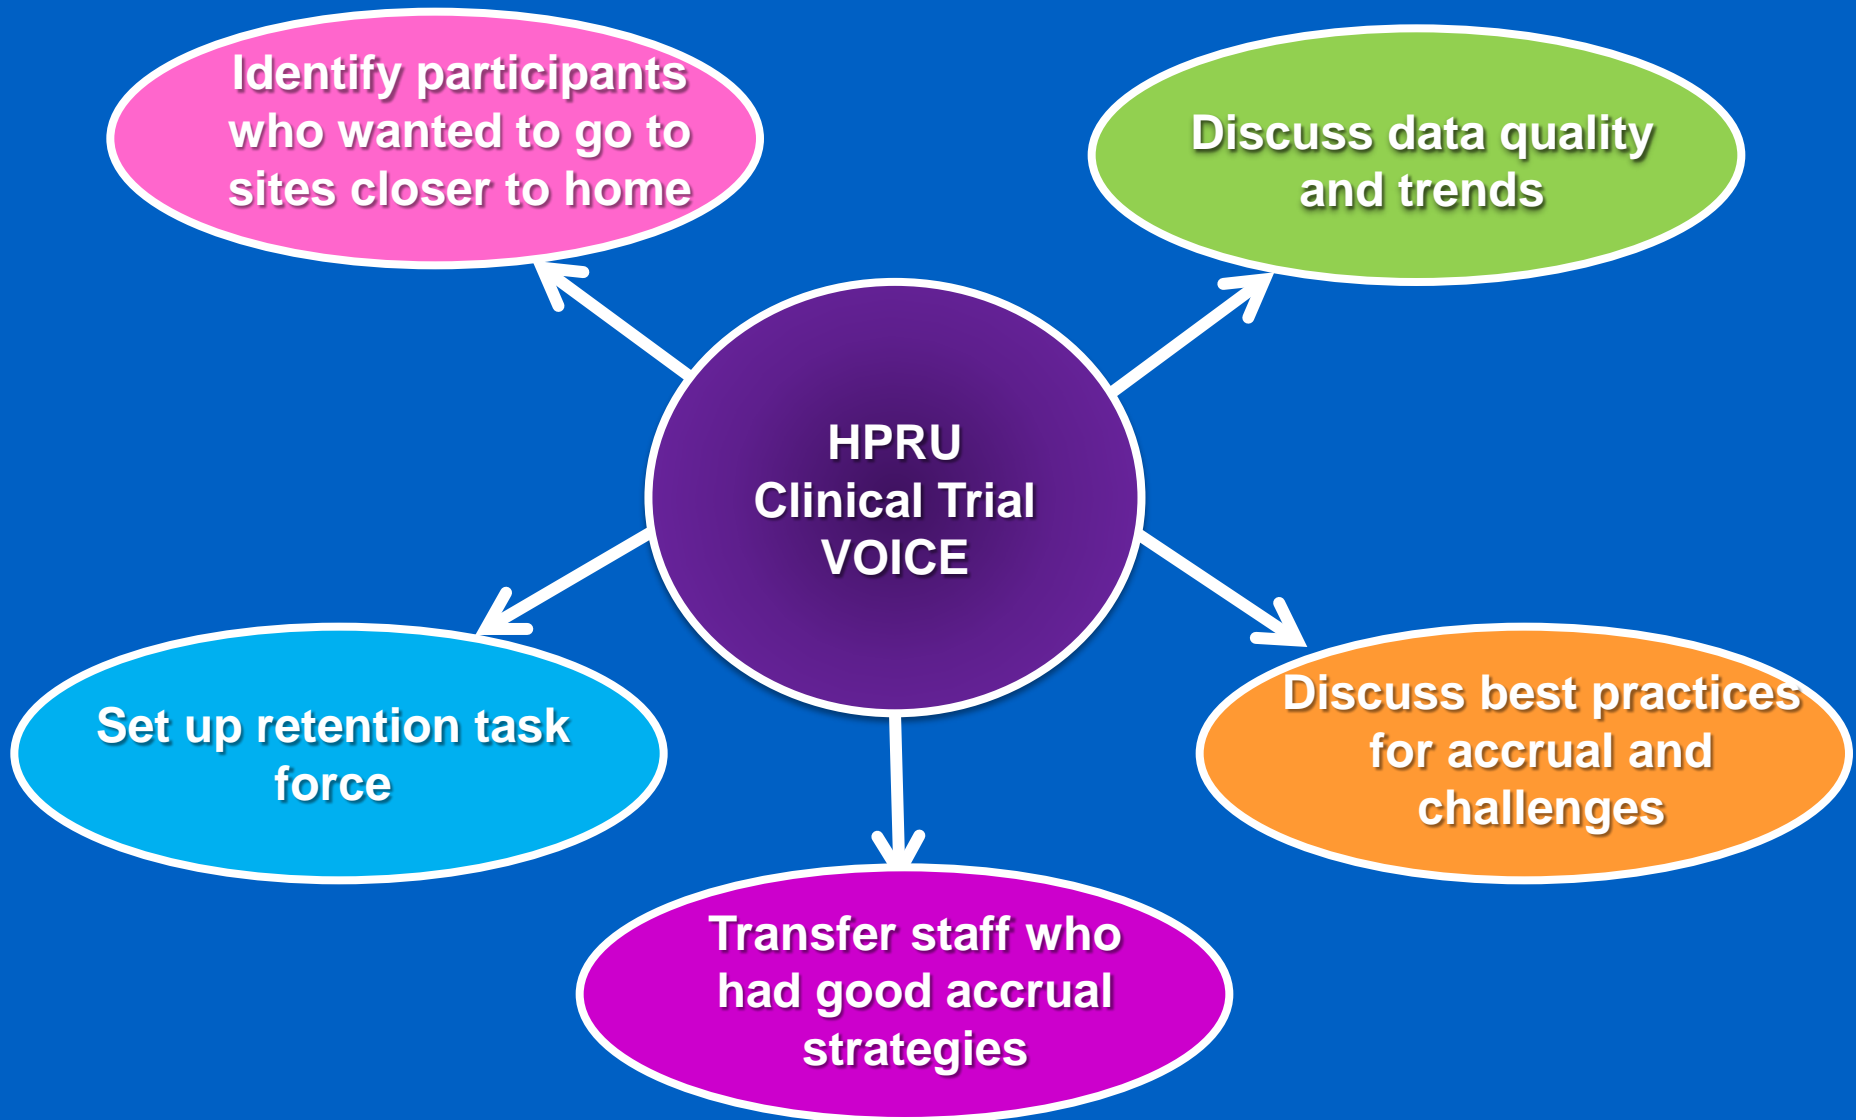 Identify participants
who wanted to go to
sites closer to home
Discuss data quality
and trends
HPRU
Clinical Trial
VOICE
Set up retention task
force
Discuss best practices
for accrual and
challenges
Transfer staff who
had good accrual
strategies